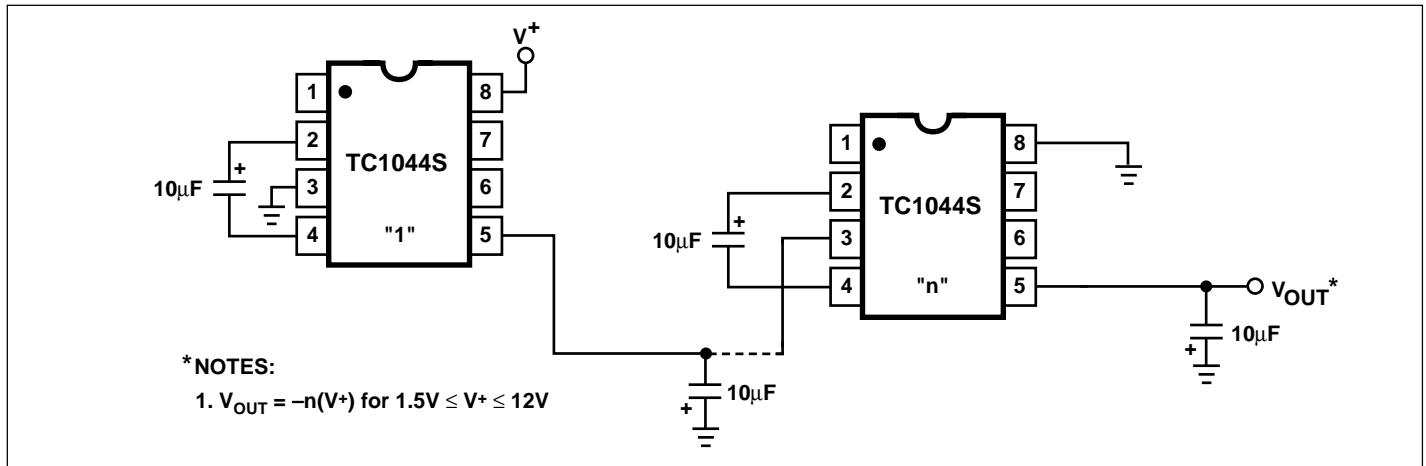 V+
1
2
3
4
8
7
6
5
TC1044S
"1"
10µF
+
1
2
3
4
8
7
6
5
TC1044S
"n"
10µF
+
10µF
+
VOUT*
10µF
+
*NOTES:
1. VOUT = –n(V+) for 1.5V ≤ V+ ≤ 12V